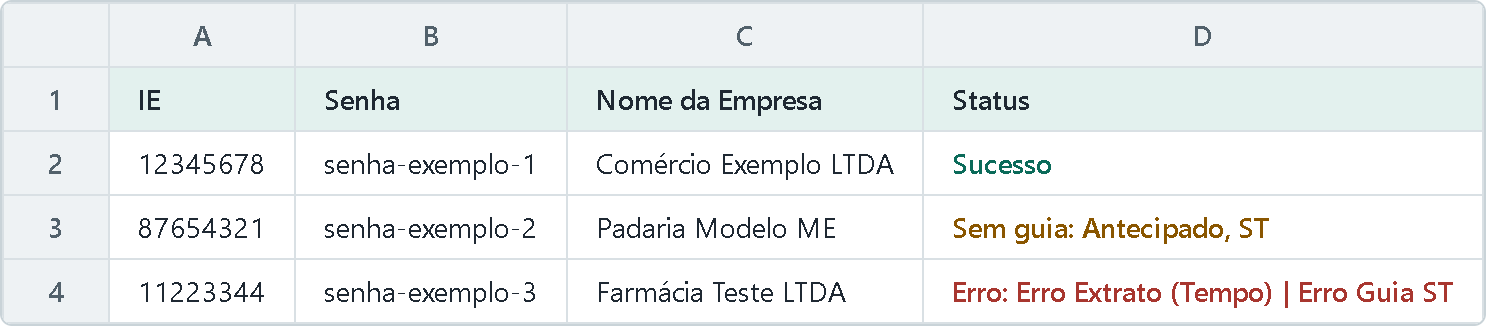 A B C D
1 IE Senha Nome da Empresa Status
2 12345678 senha-exemplo-1 Comércio Exemplo LTDA Sucesso
3 87654321 senha-exemplo-2 Padaria Modelo ME Sem guia: Antecipado, ST
4 11223344 senha-exemplo-3 Farmácia Teste LTDA Erro: Erro Extrato (Tempo) | Erro Guia ST